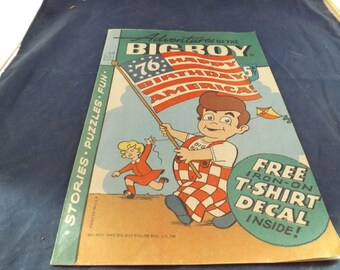 Adventures OF THE
BIG BOY
76
HAPPY
BIRTHDAY
AMERICA!
STORIES • PUZZLES • FUN •
FREE
IRON-ON
T-SHIRT
DECAL
INSIDE!